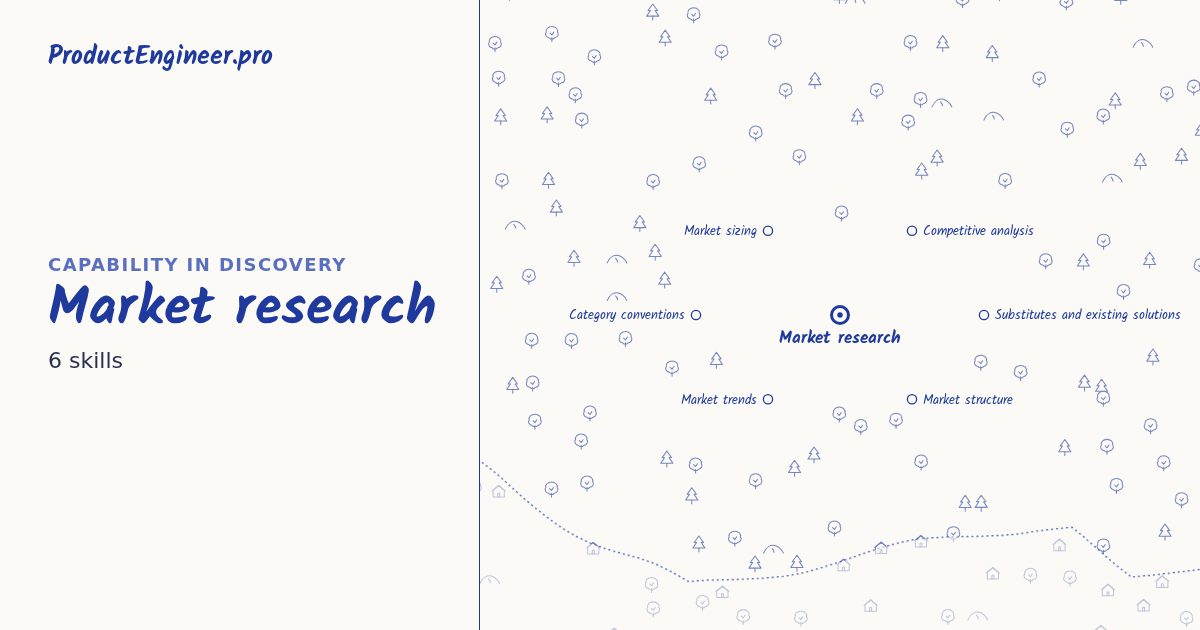 ProductEngineer.pro
CAPABILITY IN DISCOVERY
Market research
6 skills
Market sizing
Competitive analysis
Category conventions
Substitutes and existing solutions
Market research
Market trends
Market structure